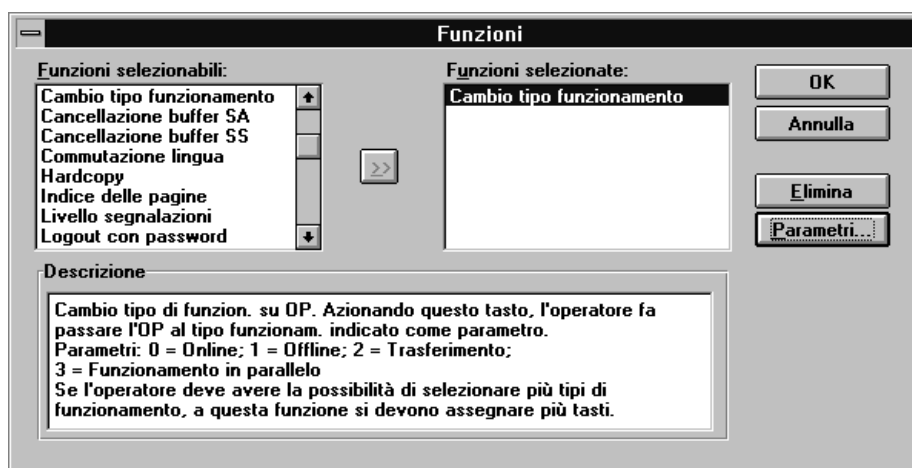 Funzioni
Funzioni selezionabili:
Cambio tipo funzionamento
Cancellazione buffer SA
Cancellazione buffer SS
Commutazione lingua
Hardcopy
Indice delle pagine
Livello segnalazioni
Logout con password
>>
Funzioni selezionate:
Cambio tipo funzionamento
OK
Annulla
Elimina
Parametri...
Descrizione
Cambio tipo di funzion. su OP. Azionando questo tasto, l'operatore fa
passare l'OP al tipo funzionam. indicato come parametro.
Parametri: 0 = Online; 1 = Offline; 2 = Trasferimento;
3 = Funzionamento in parallelo
Se l'operatore deve avere la possibilità di selezionare più tipi di
funzionamento, a questa funzione si devono assegnare più tasti.